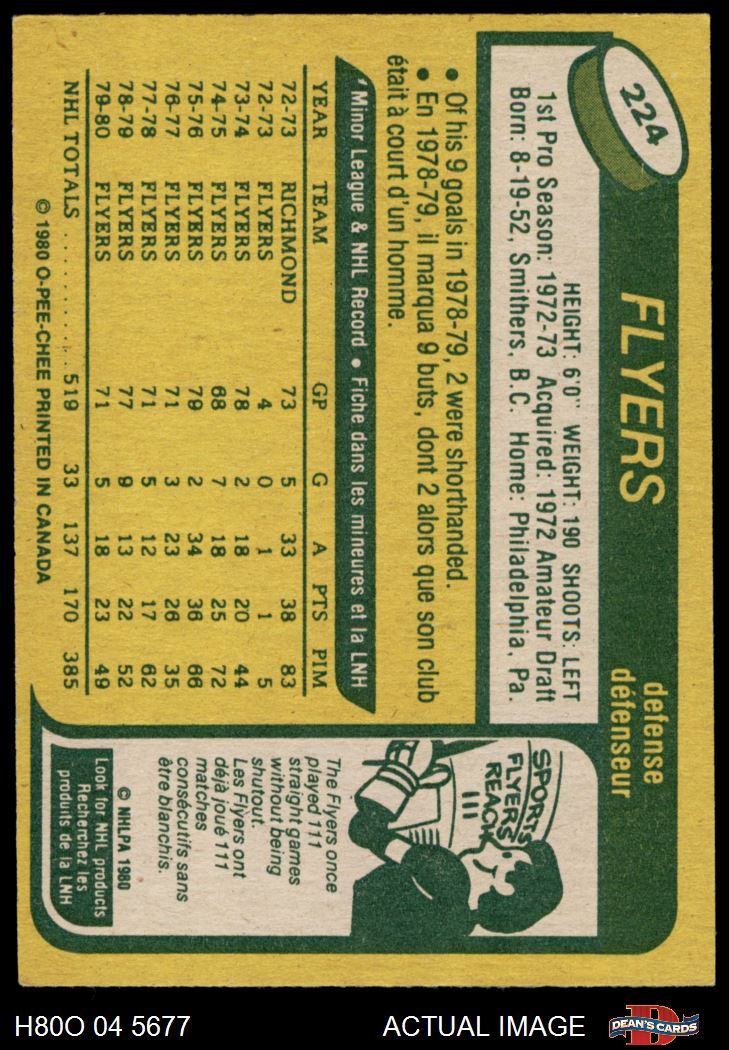 224
FLYERS
defense
défenseur
HEIGHT: 6'0" WEIGHT: 190 SHOOTS: LEFT
1st Pro Season: 1972-73 Acquired: 1972 Amateur Draft
Born: 8-19-52, Smithers, B.C. Home: Philadelphia, Pa.
• Of his 9 goals in 1978-79, 2 were shorthanded.
• En 1978-79, il marqua 9 buts, dont 2 alors que son club
était à court d'un homme.
*Minor League & NHL Record • Fiche dans les mineures et la LNH
YEAR TEAM GP G A PTS PIM
72-73 RICHMOND 73 5 33 38 83
72-73 FLYERS 4 0 1 1 5
73-74 FLYERS 78 2 18 20 44
74-75 FLYERS 68 7 18 25 72
75-76 FLYERS 79 2 34 36 66
76-77 FLYERS 71 3 23 26 35
77-78 FLYERS 71 5 12 17 62
78-79 FLYERS 77 9 13 22 52
79-80 FLYERS 71 5 18 23 49
NHL TOTALS ........ 519 33 137 170 385
© 1980 O-PEE-CHEE PRINTED IN CANADA
SPORTS
FLYERS
REACH
111
The Flyers once
played 111
straight games
without being
shutout.
Les Flyers ont
déjà joué 111
matches
consécutifs sans
être blanchis.
© NHLPA 1980
Look for NHL products
Recherchez les
produits de la LNH
H80O 04 5677
ACTUAL IMAGE
D
DEAN'S CARDS